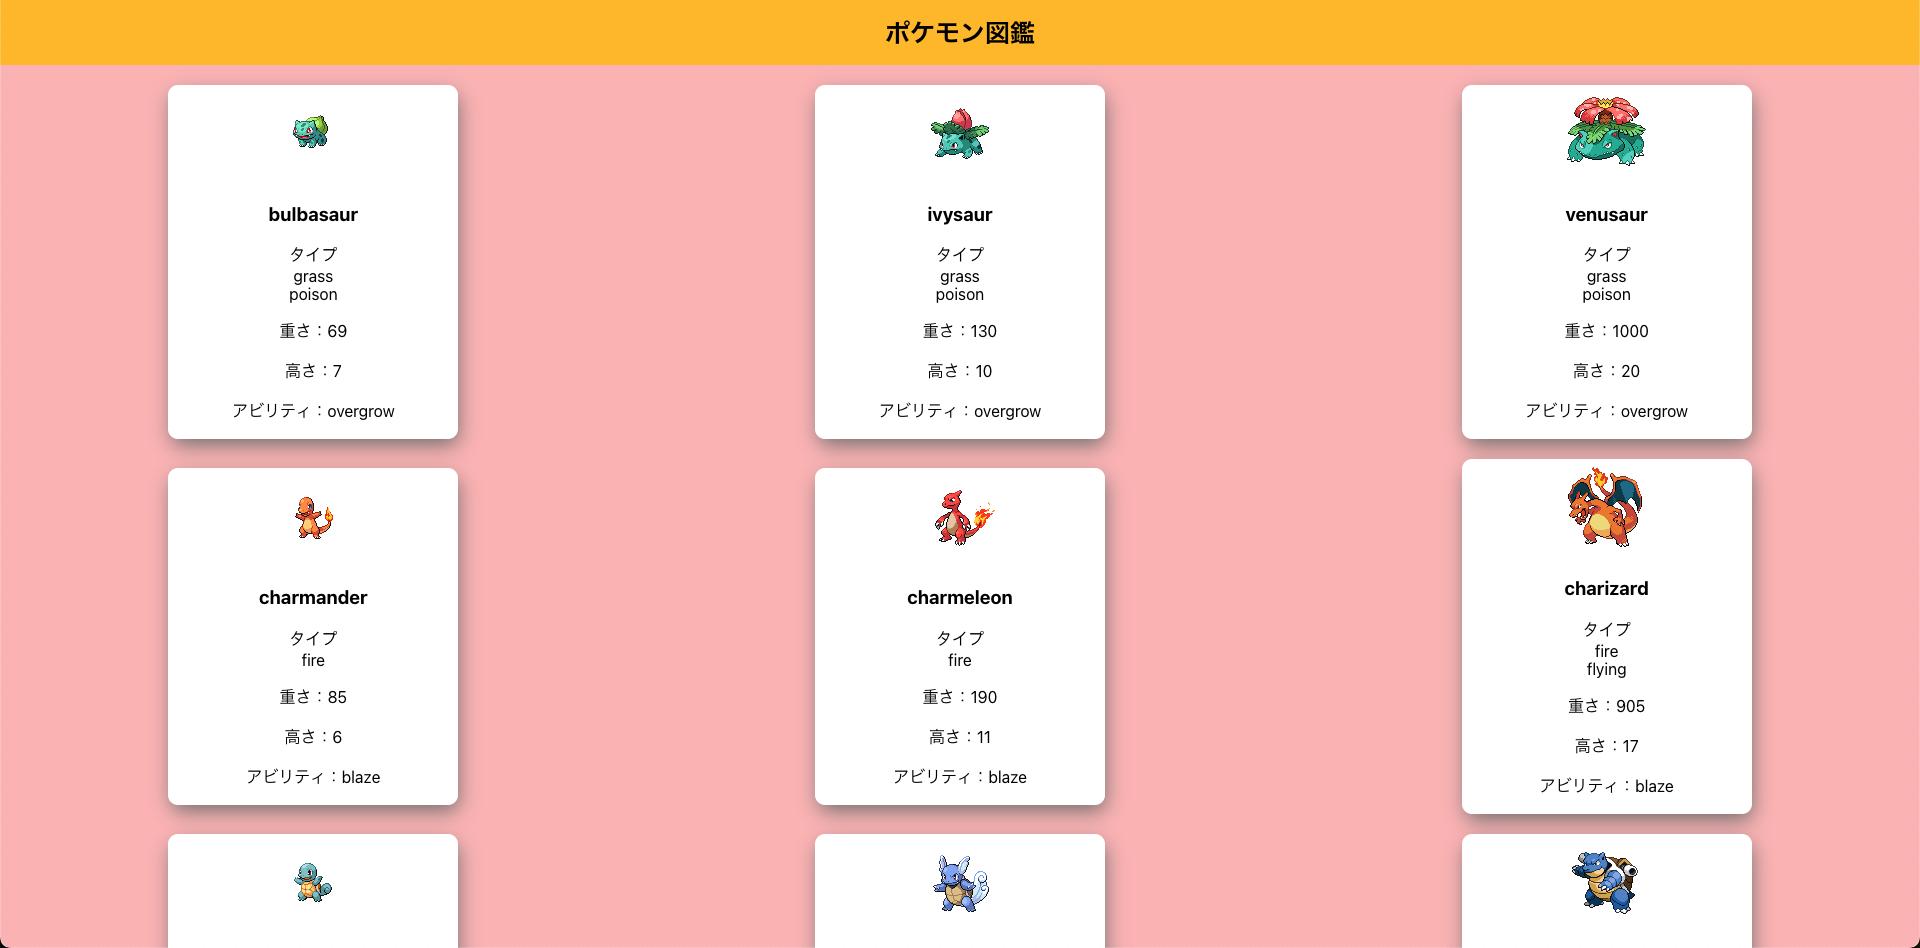 ポケモン図鑑
bulbasaur
タイプ
grass
poison
重さ：69
高さ：7
アビリティ：overgrow
ivysaur
タイプ
grass
poison
重さ：130
高さ：10
アビリティ：overgrow
venusaur
タイプ
grass
poison
重さ：1000
高さ：20
アビリティ：overgrow
charmander
タイプ
fire
重さ：85
高さ：6
アビリティ：blaze
charmeleon
タイプ
fire
重さ：190
高さ：11
アビリティ：blaze
charizard
タイプ
fire
flying
重さ：905
高さ：17
アビリティ：blaze